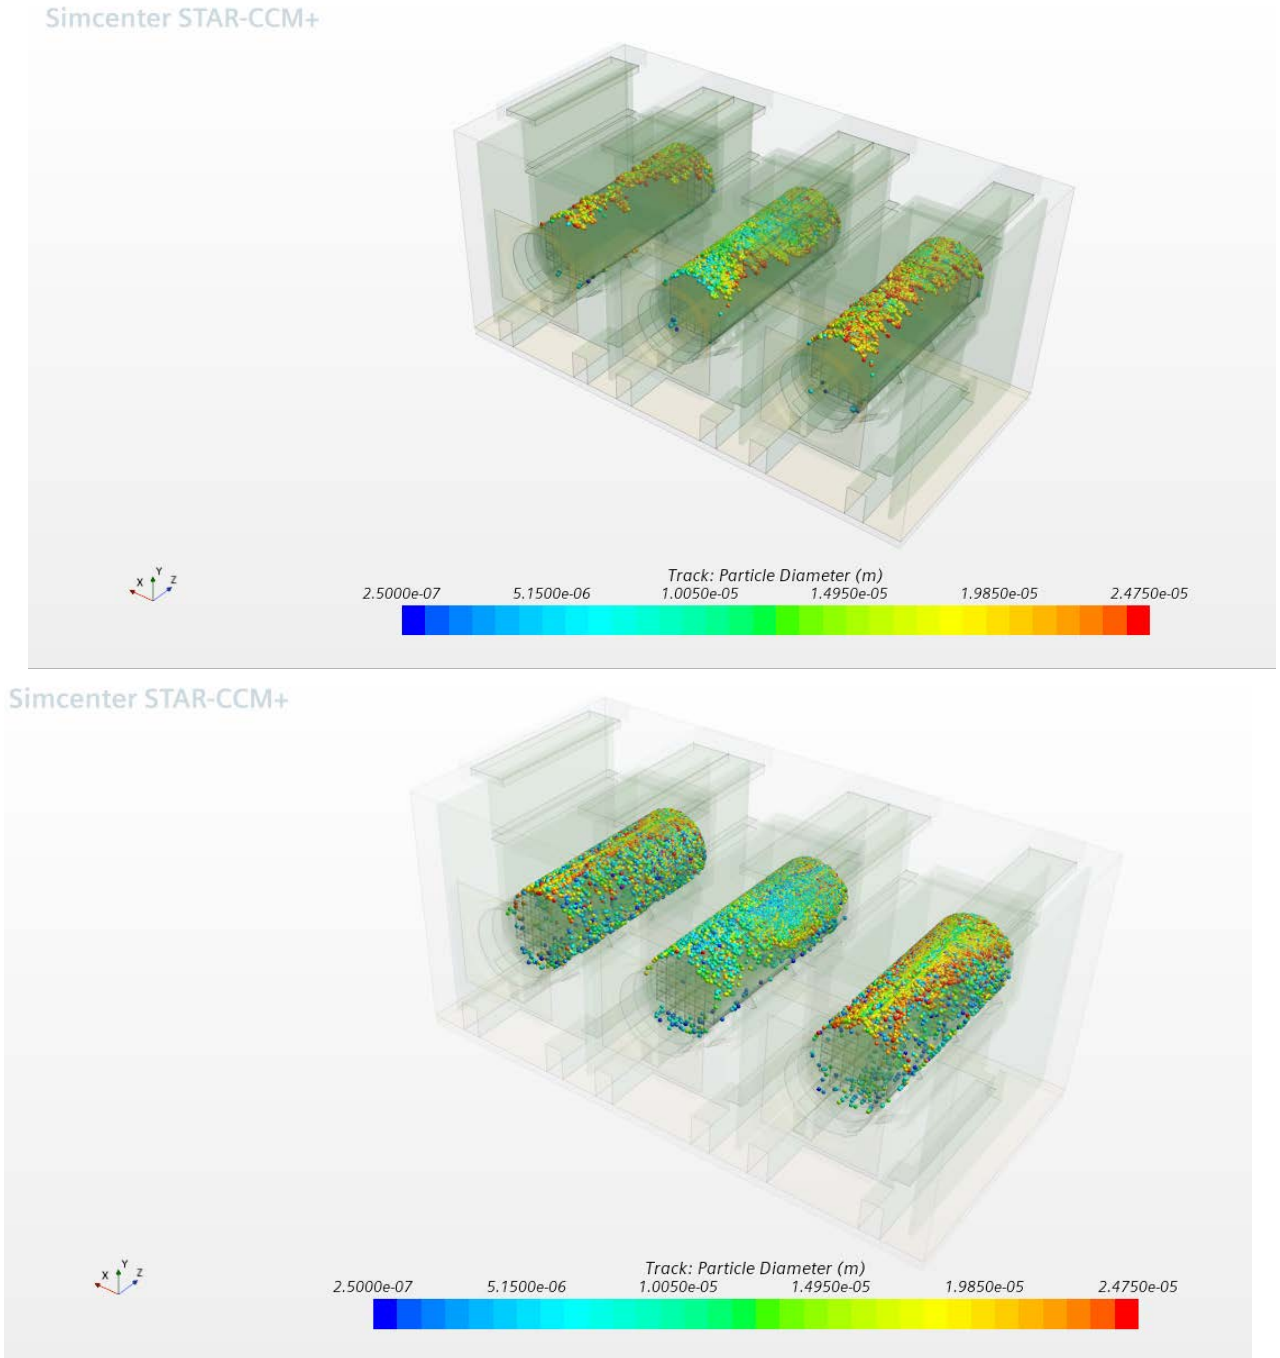 Simcenter STAR-CCM+
X Y Z
Track: Particle Diameter (m)
2.5000e-07 5.1500e-06 1.0050e-05 1.4950e-05 1.9850e-05 2.4750e-05
Simcenter STAR-CCM+
X Y Z
Track: Particle Diameter (m)
2.5000e-07 5.1500e-06 1.0050e-05 1.4950e-05 1.9850e-05 2.4750e-05